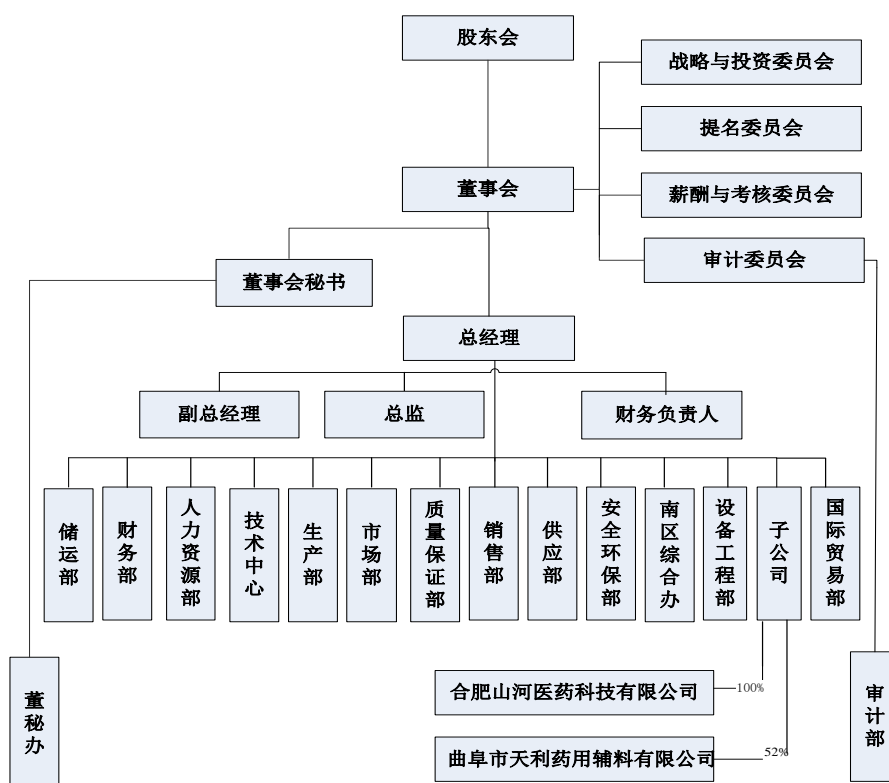 股东会
战略与投资委员会
提名委员会
董事会
薪酬与考核委员会
审计委员会
董事会秘书
总经理
副总经理
总监
财务负责人
储运部
财务部
人力资源部
技术中心
生产部
市场部
质量保证部
销售部
供应部
安全环保部
南区综合办
设备工程部
子公司
国际贸易部
董秘办
合肥山河医药科技有限公司
100%
审计部
曲阜市天利药用辅料有限公司
52%